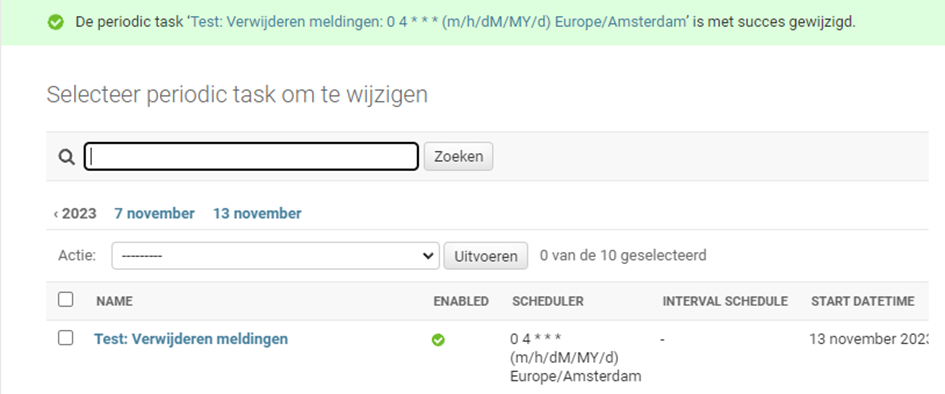 De periodic task ‘Test: Verwijderen meldingen: 0 4 * * * (m/h/dM/MY/d) Europe/Amsterdam’ is met succes gewijzigd.
Selecteer periodic task om te wijzigen
Zoeken
‹ 2023 7 november 13 november
Actie: --------- Uitvoeren 0 van de 10 geselecteerd
NAME ENABLED SCHEDULER INTERVAL SCHEDULE START DATETIME
Test: Verwijderen meldingen 0 4 * * * - 13 november 2023
(m/h/dM/MY/d)
Europe/Amsterdam